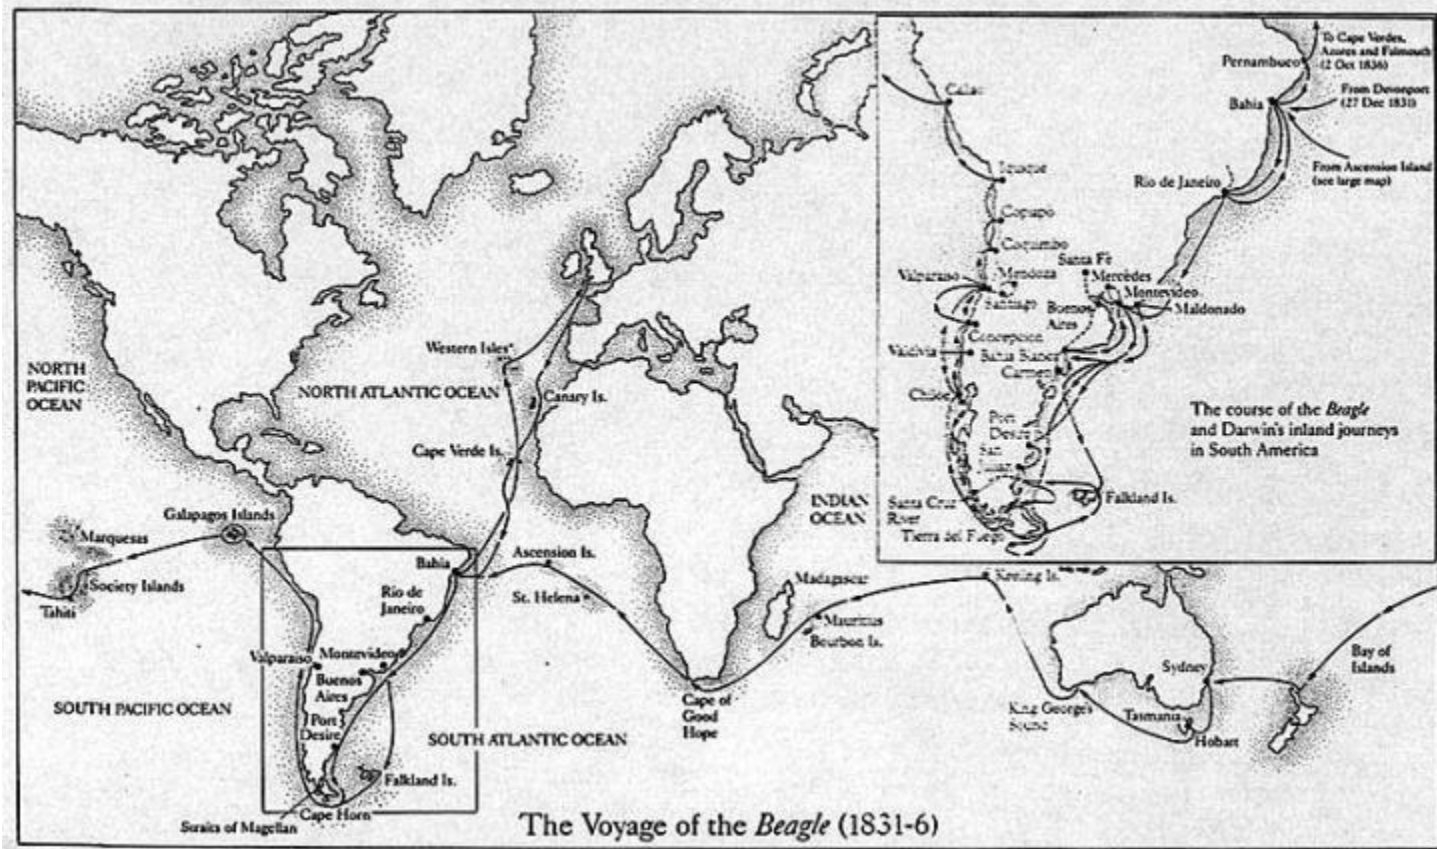 To Cape Verdes,
Azores and Falmouth
(2 Oct 1836)
Pernambuco
From Devonport
(27 Dec 1831)
Bahia
From Ascension Island
(see large map)
Rio de Janeiro
Callao
Iquique
Copiapo
Coquimbo
Santa Fé
Valparaiso
Mendoza
Mercédes
Santiago
Montevideo
Buenos
Aires
Maldonado
Concepcion
Valdivia
Bahia Blanca
Carmen
Chiloe
Port
Desire
San
Julian
The course of the Beagle
and Darwin's inland journeys
in South America
Santa Cruz
River
Falkland Is.
Tierra del Fuego
NORTH
PACIFIC
OCEAN
Western Isles
NORTH ATLANTIC OCEAN
Canary Is.
Cape Verde Is.
INDIAN
OCEAN
Galapagos Islands
Marquesas
Society Islands
Tahiti
Bahia
Ascension Is.
St. Helena
Rio de
Janeiro
Madagascar
Keeling Is.
Mauritius
Bourbon Is.
Valparaiso
Montevideo
Buenos
Aires
Port
Desire
SOUTH PACIFIC OCEAN
SOUTH ATLANTIC OCEAN
Cape of
Good
Hope
King George's
Sound
Sydney
Tasmania
Hobart
Bay of
Islands
Falkland Is.
Cape Horn
Straits of Magellan
The Voyage of the Beagle (1831-6)